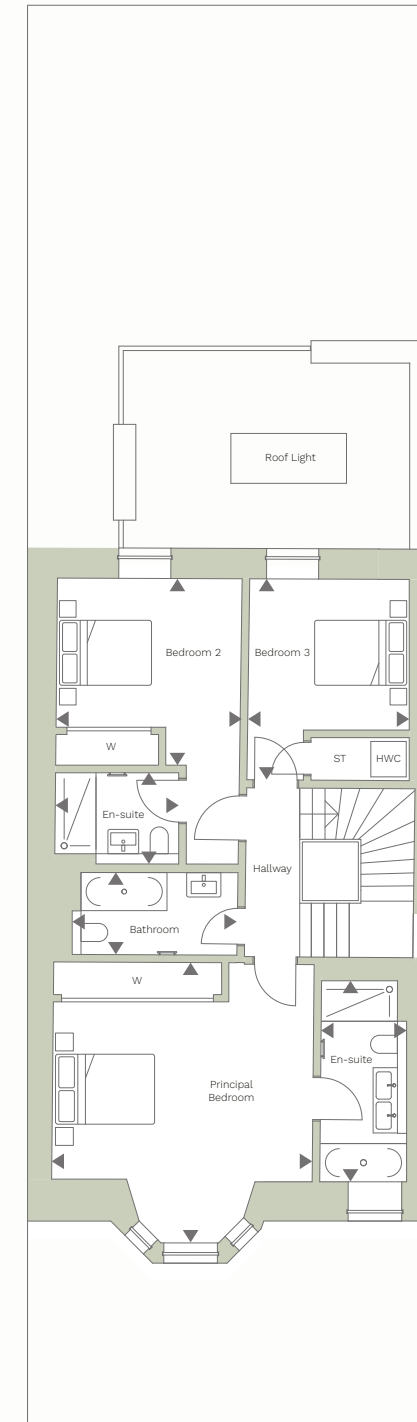 Roof Light
Bedroom 2
Bedroom 3
W
ST
HWC
En-suite
Hallway
Bathroom
W
En-suite
Principal
Bedroom